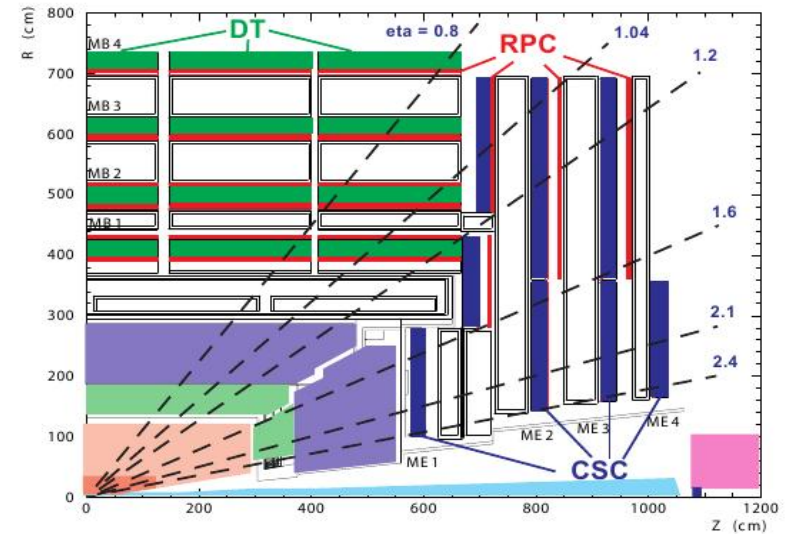 R (cm)
800
700
600
500
400
300
200
100
0
DT
eta = 0.8
RPC
1.04
1.2
1.6
2.1
2.4
MB 4
MB 3
MB 2
MB 1
ME 1
ME 2
ME 3
ME 4
CSC
0
200
400
600
800
1000
1200
Z (cm)